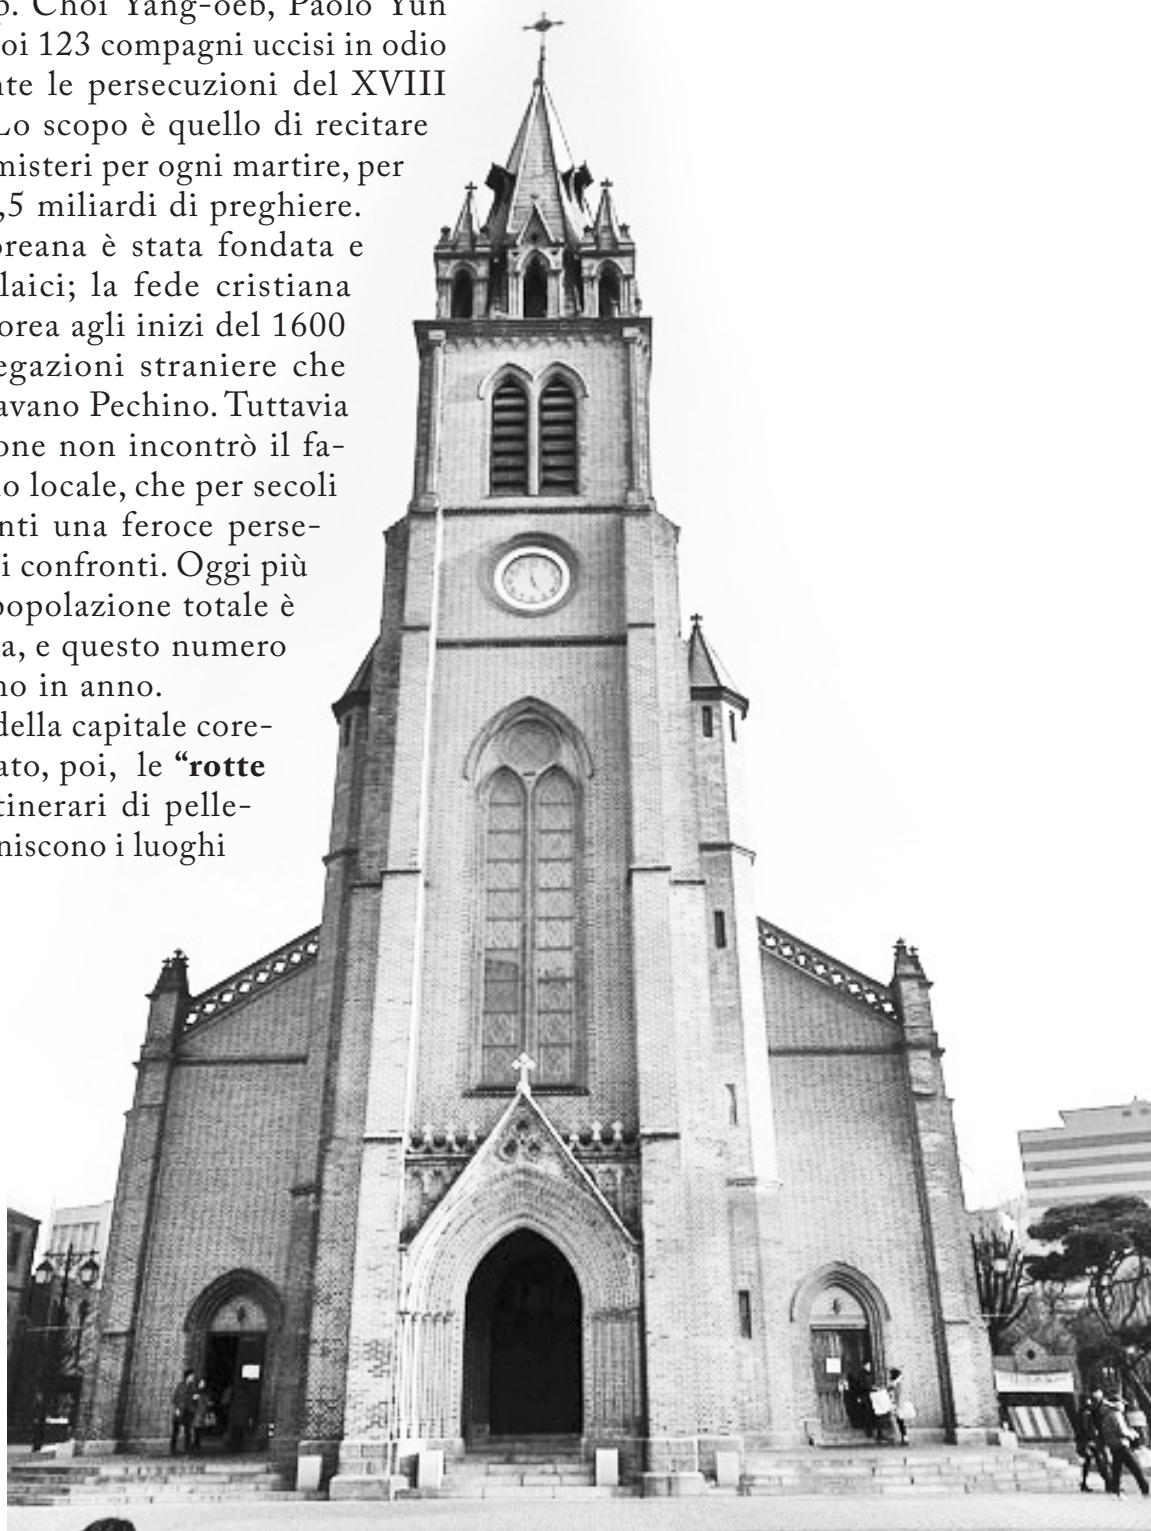 p. Choi Yang-oeb, Paolo Yun
oi 123 compagni uccisi in odio
nte le persecuzioni del XVIII
Lo scopo è quello di recitare
misteri per ogni martire, per
,5 miliardi di preghiere.
oreana è stata fondata e
laici; la fede cristiana
orea agli inizi del 1600
egazioni straniere che
avano Pechino. Tuttavia
one non incontrò il fa-
o locale, che per secoli
nti una feroce perse-
i confronti. Oggi più
popolazione totale è
a, e questo numero
no in anno.
della capitale core-
ato, poi, le “rotte
tinerari di pelle-
niscono i luoghi